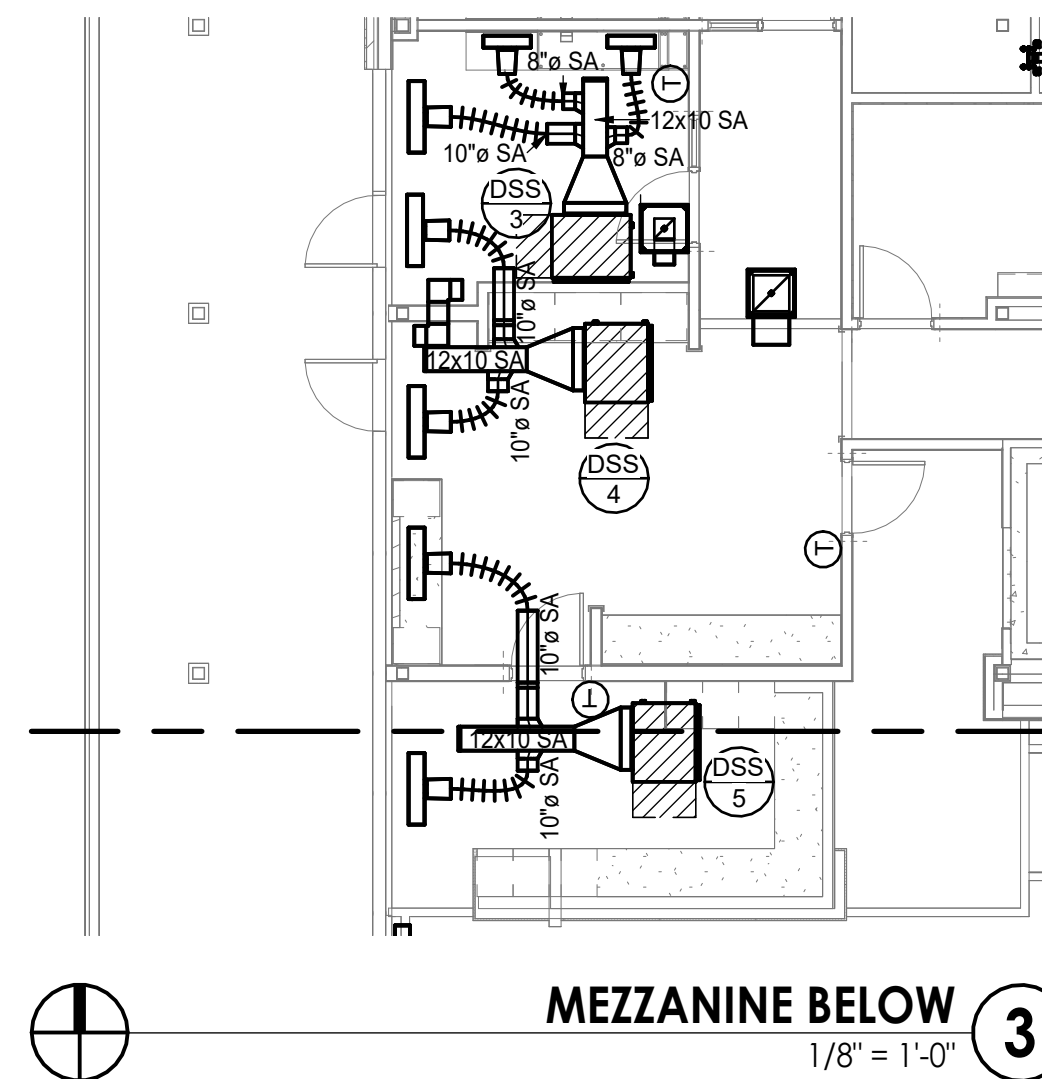 8"ø SA
T
12x10 SA
10"ø SA
8"ø SA
DSS
3
10"ø SA
12x10 SA
10"ø SA
DSS
4
T
10"ø SA
T
12x10 SA
DSS
5
10"ø SA
MEZZANINE BELOW
3
1/8" = 1'-0"